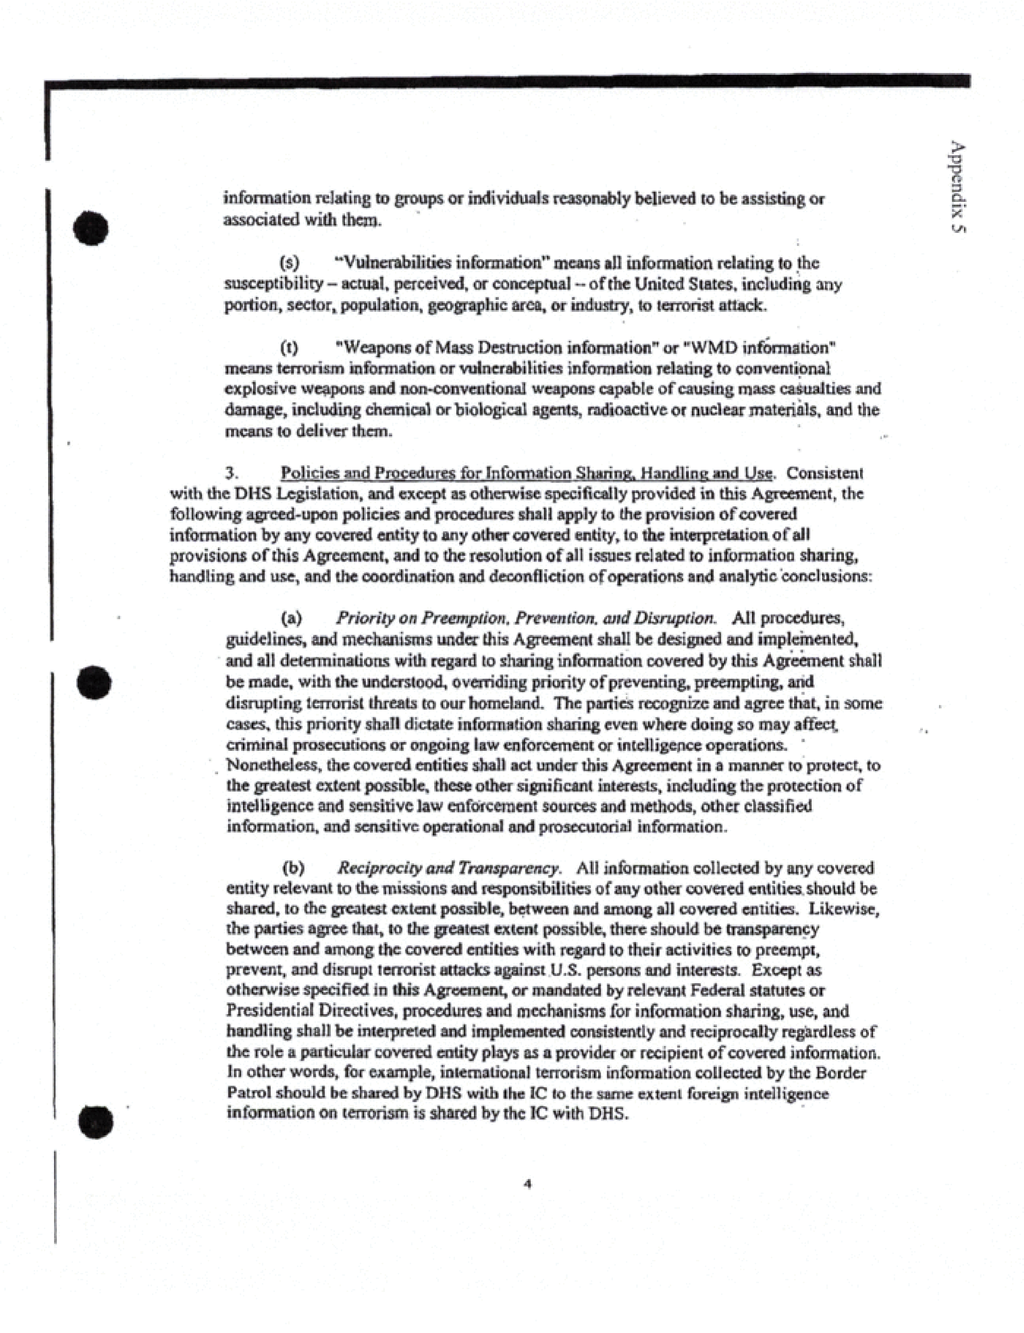 Appendix 5
information relating to groups or individuals reasonably believed to be assisting or
associated with them.
(s) "Vulnerabilities information" means all information relating to the
susceptibility – actual, perceived, or conceptual -- of the United States, including any
portion, sector, population, geographic area, or industry, to terrorist attack.
(t) "Weapons of Mass Destruction information" or "WMD information"
means terrorism information or vulnerabilities information relating to conventional
explosive weapons and non-conventional weapons capable of causing mass casualties and
damage, including chemical or biological agents, radioactive or nuclear materials, and the
means to deliver them.
3. Policies and Procedures for Information Sharing, Handling and Use. Consistent
with the DHS Legislation, and except as otherwise specifically provided in this Agreement, the
following agreed-upon policies and procedures shall apply to the provision of covered
information by any covered entity to any other covered entity, to the interpretation of all
provisions of this Agreement, and to the resolution of all issues related to information sharing,
handling and use, and the coordination and deconfliction of operations and analytic conclusions:
(a) Priority on Preemption, Prevention, and Disruption. All procedures,
guidelines, and mechanisms under this Agreement shall be designed and implemented,
and all determinations with regard to sharing information covered by this Agreement shall
be made, with the understood, overriding priority of preventing, preempting, and
disrupting terrorist threats to our homeland. The parties recognize and agree that, in some
cases, this priority shall dictate information sharing even where doing so may affect
criminal prosecutions or ongoing law enforcement or intelligence operations.
Nonetheless, the covered entities shall act under this Agreement in a manner to protect, to
the greatest extent possible, these other significant interests, including the protection of
intelligence and sensitive law enforcement sources and methods, other classified
information, and sensitive operational and prosecutorial information.
(b) Reciprocity and Transparency. All information collected by any covered
entity relevant to the missions and responsibilities of any other covered entities should be
shared, to the greatest extent possible, between and among all covered entities. Likewise,
the parties agree that, to the greatest extent possible, there should be transparency
between and among the covered entities with regard to their activities to preempt,
prevent, and disrupt terrorist attacks against U.S. persons and interests. Except as
otherwise specified in this Agreement, or mandated by relevant Federal statutes or
Presidential Directives, procedures and mechanisms for information sharing, use, and
handling shall be interpreted and implemented consistently and reciprocally regardless of
the role a particular covered entity plays as a provider or recipient of covered information.
In other words, for example, international terrorism information collected by the Border
Patrol should be shared by DHS with the IC to the same extent foreign intelligence
information on terrorism is shared by the IC with DHS.
4